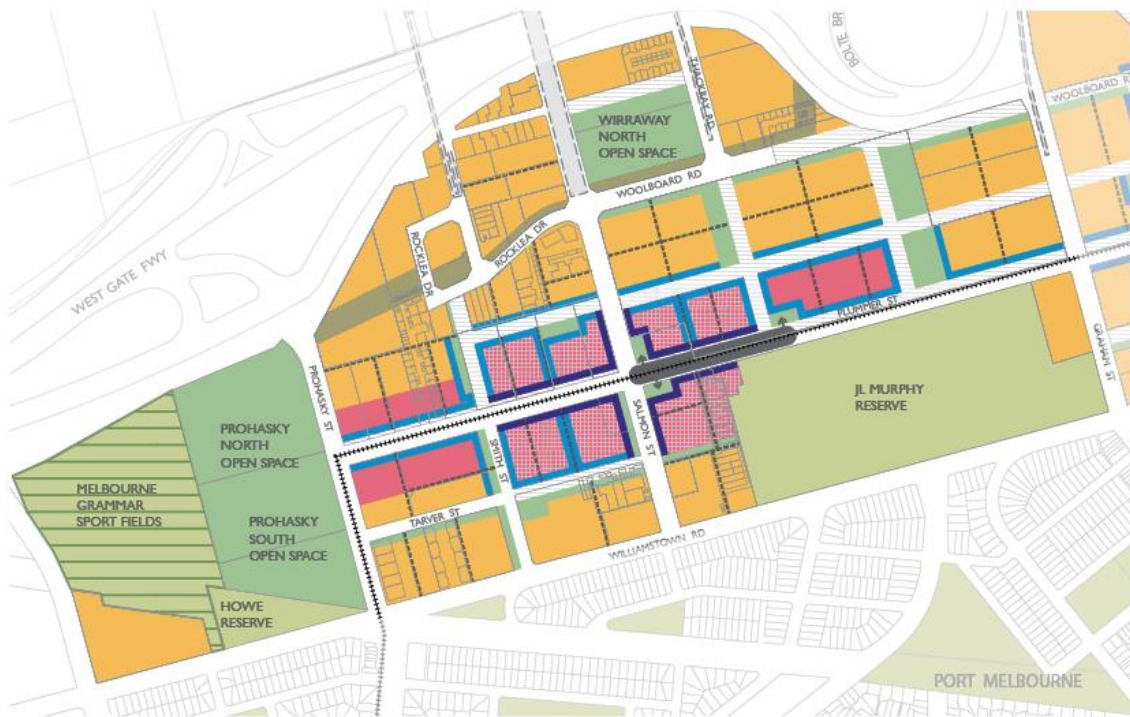 BOLTE BR
THACKRAY RD
WOOLBOARD R
WIRRAWAY
NORTH
OPEN SPACE
WOOLBOARD RD
WEST GATE FWY
ROCKLEA DR
ROCKLEA DR
PLUMMER ST
GRAHAM ST
PROHASKY ST
JL MURPHY
RESERVE
SALMON ST
SMITH ST
PROHASKY
NORTH
OPEN SPACE
MELBOURNE
GRAMMAR
SPORT FIELDS
TARVER ST
PROHASKY
SOUTH
OPEN SPACE
WILLIAMSTOWN RD
HOWE
RESERVE
PORT MELBOURNE